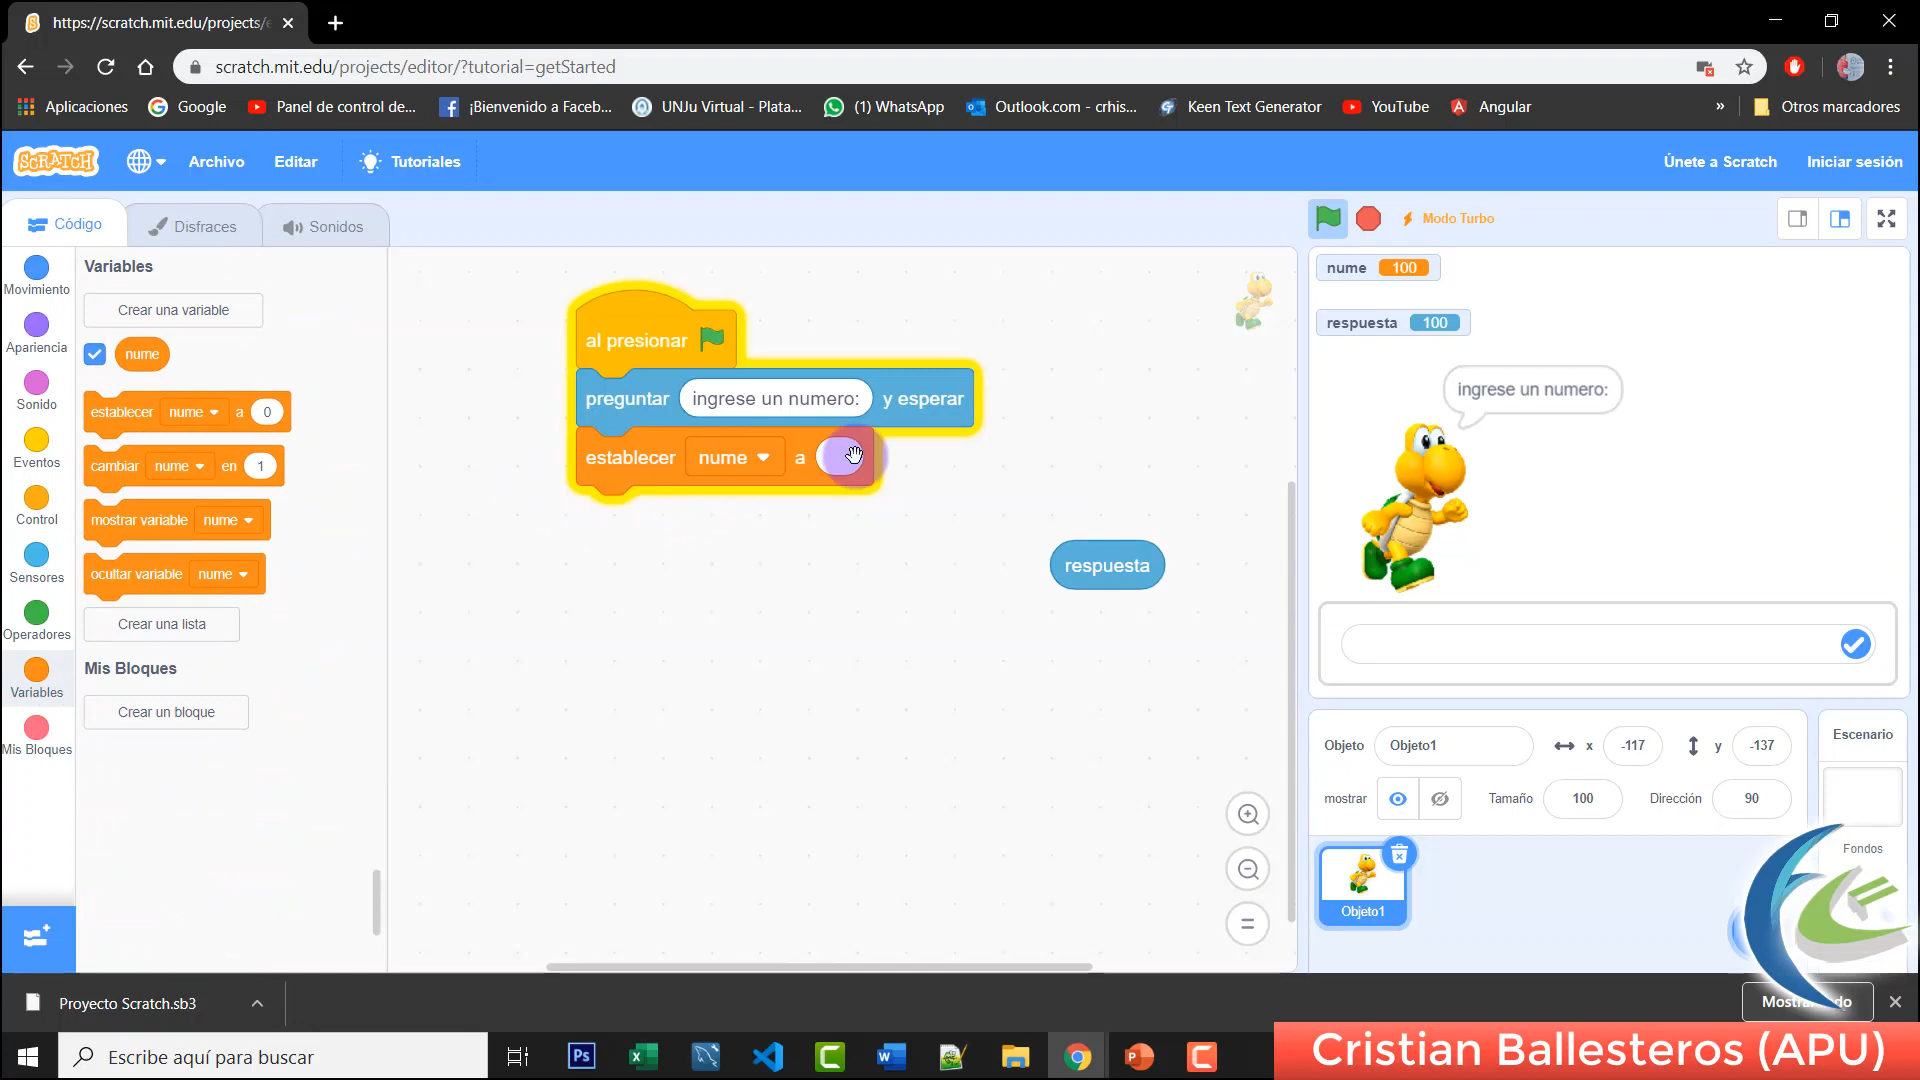 https://scratch.mit.edu/projects/e
scratch.mit.edu/projects/editor/?tutorial=getStarted
Aplicaciones
Google
Panel de control de...
¡Bienvenido a Faceb...
UNJu Virtual - Plata...
(1) WhatsApp
Outlook.com - crhis...
Keen Text Generator
YouTube
Angular
»
Otros marcadores
SCRATCH
Archivo
Editar
Tutoriales
Únete a Scratch
Iniciar sesión
Código
Disfraces
Sonidos
Modo Turbo
Movimiento
Apariencia
Sonido
Eventos
Control
Sensores
Operadores
Variables
Mis Bloques
Variables
Crear una variable
nume
establecer nume a 0
cambiar nume en 1
mostrar variable nume
ocultar variable nume
Crear una lista
Mis Bloques
Crear un bloque
al presionar
preguntar ingrese un numero: y esperar
establecer nume a
respuesta
nume 100
respuesta 100
ingrese un numero:
Objeto Objeto1 x -117 y -137
mostrar Tamaño 100 Dirección 90
Objeto1
Escenario
Fondos
Proyecto Scratch.sb3
Escribe aquí para buscar
Ps
Cristian Ballesteros (APU)